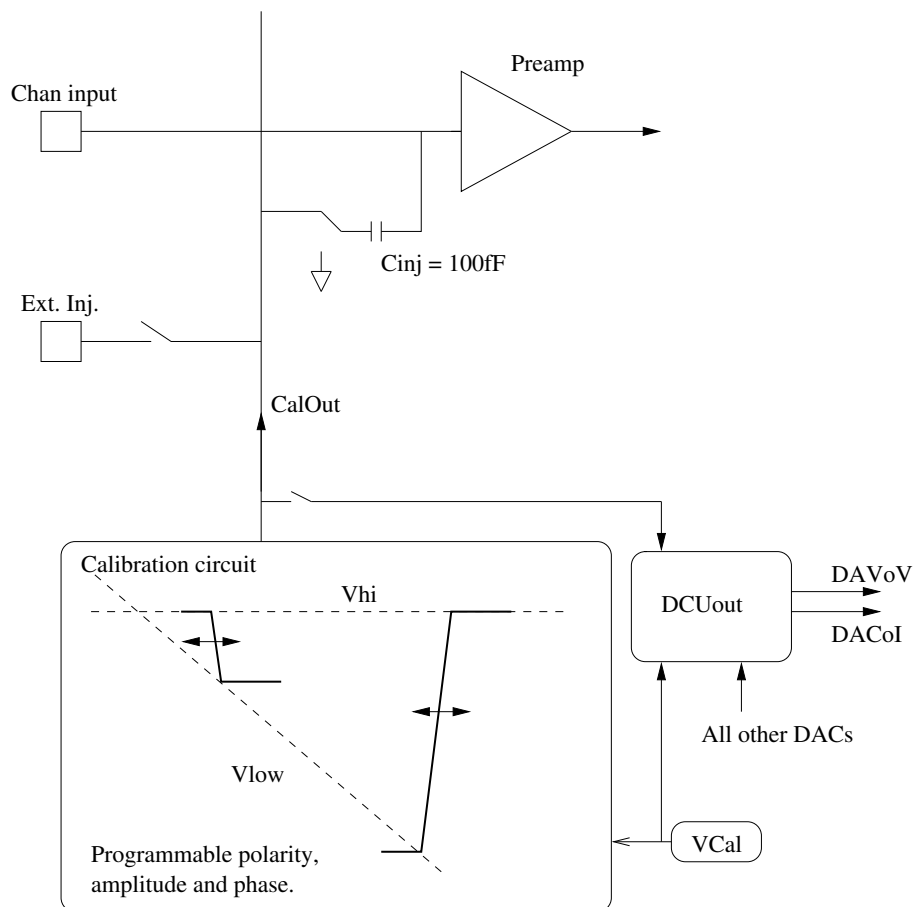 Preamp
Chan input
Cinj = 100fF
Ext. Inj.
CalOut
Calibration circuit
Vhi
DAVoV
DCUout
DACoI
All other DACs
Vlow
VCal
Programmable polarity,
amplitude and phase.